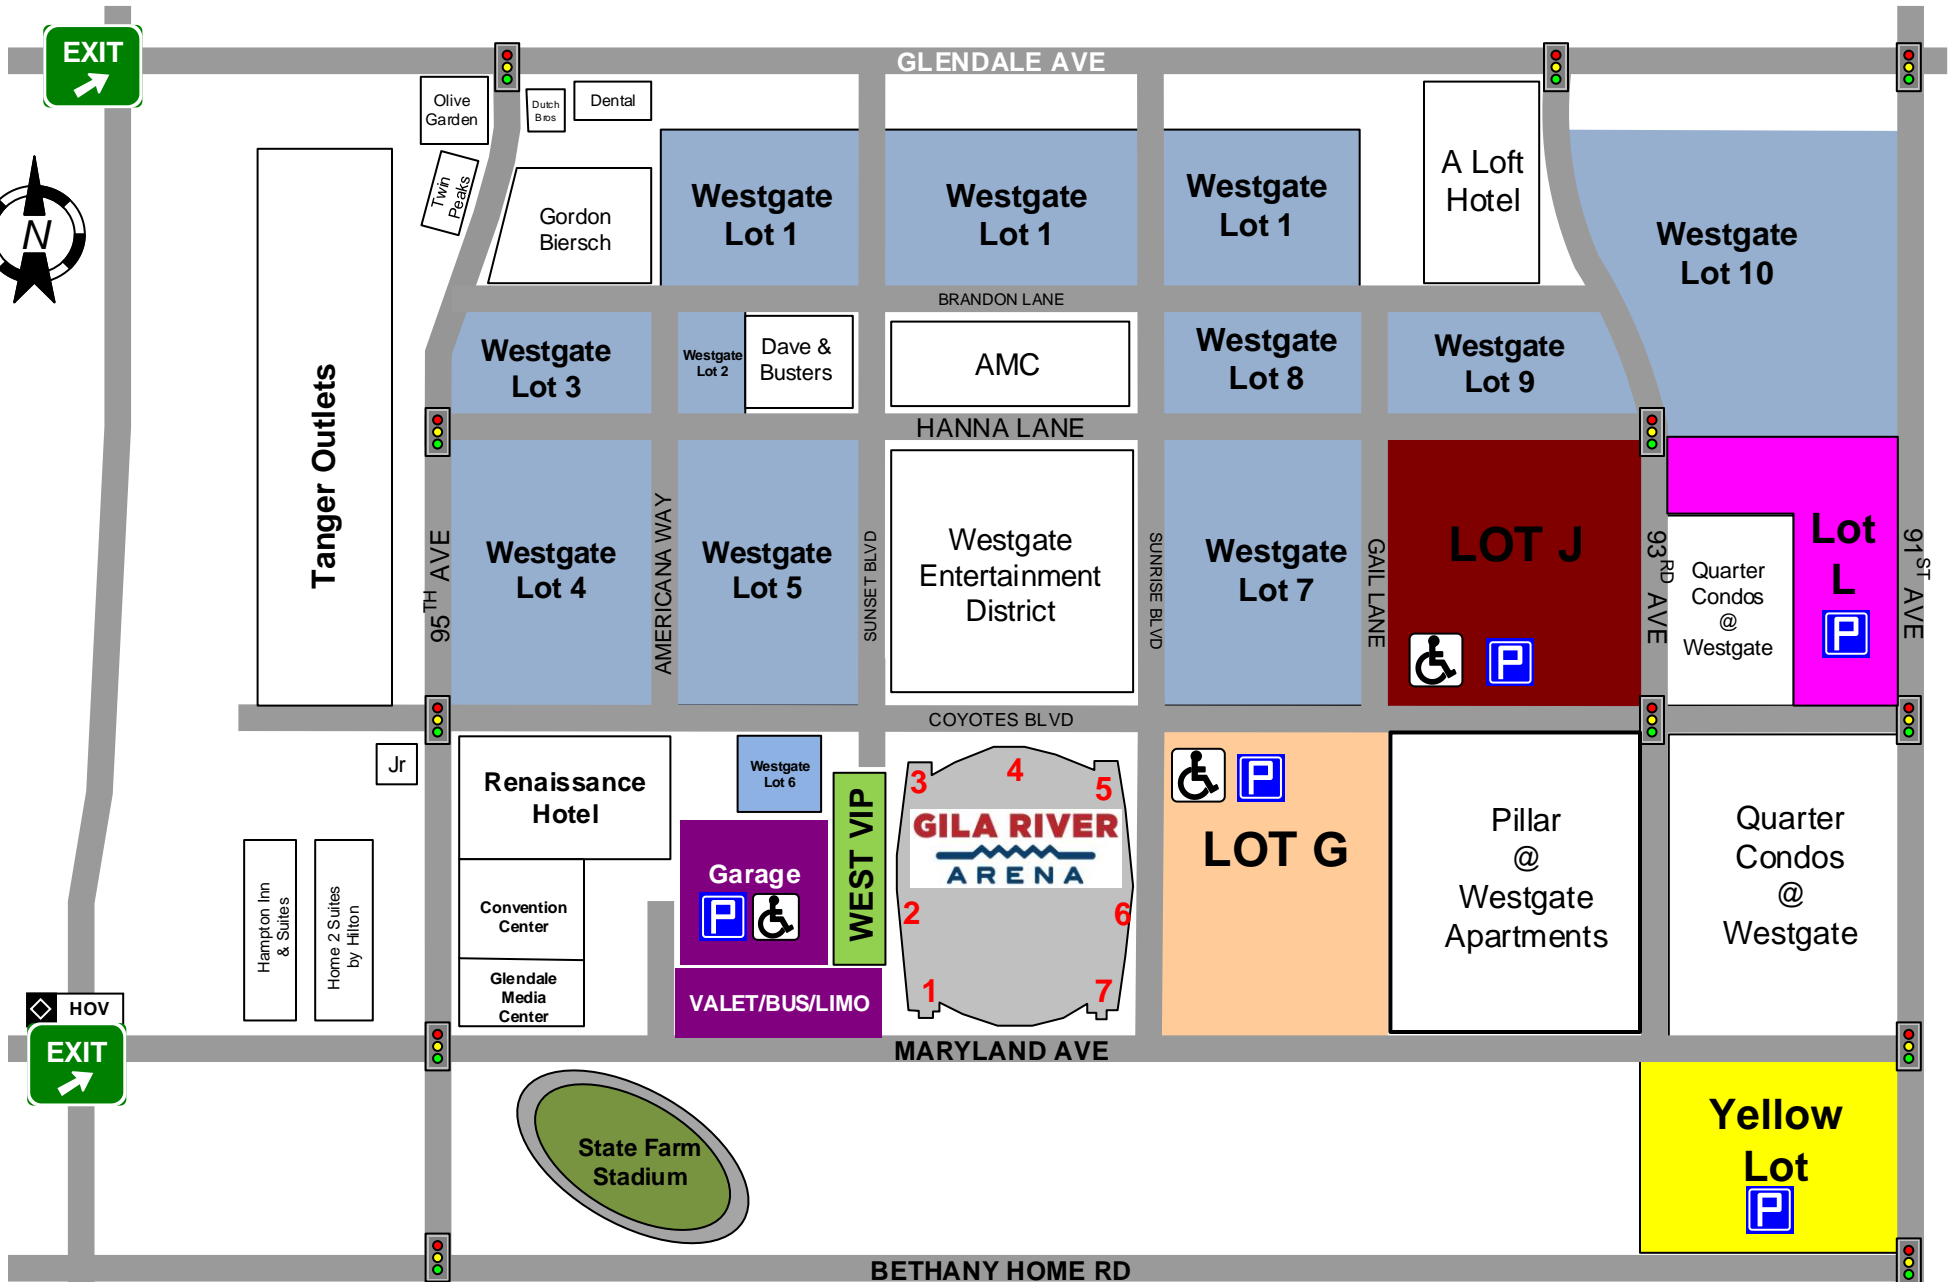 EXIT
GLENDALE AVE
Olive
Garden
Dutch
Bros
Dental
Twin
Peaks
Gordon
Biersch
Westgate
Lot 1
Westgate
Lot 1
Westgate
Lot 1
A Loft
Hotel
Westgate
Lot 10
N
BRANDON LANE
Westgate
Lot 3
Westgate
Lot 2
Dave &
Busters
AMC
Westgate
Lot 8
Westgate
Lot 9
HANNA LANE
Tanger Outlets
95TH AVE
Westgate
Lot 4
AMERICANA WAY
Westgate
Lot 5
SUNSET BLVD
Westgate
Entertainment
District
SUNRISE BLVD
Westgate
Lot 7
GAIL LANE
LOT J
P
93RD AVE
Quarter
Condos
@
Westgate
Lot
L
P
91ST AVE
COYOTES BLVD
Jr
Renaissance
Hotel
Westgate
Lot 6
WEST VIP
3
4
5
GILA RIVER
ARENA
2
6
1
7
P
LOT G
Pillar
@
Westgate
Apartments
Quarter
Condos
@
Westgate
Garage
P
Hampton Inn
& Suites
Home 2 Suites
by Hilton
Convention
Center
Glendale
Media
Center
VALET/BUS/LIMO
HOV
EXIT
MARYLAND AVE
State Farm
Stadium
Yellow
Lot
P
BETHANY HOME RD